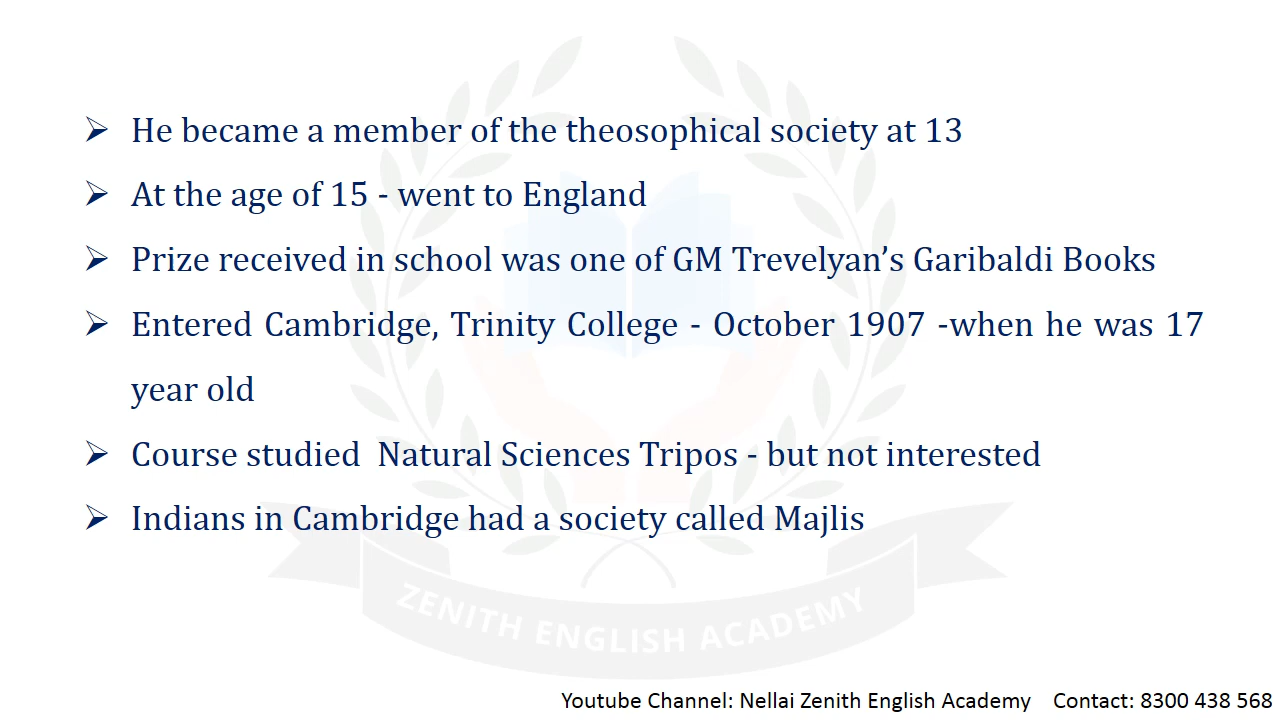 ➢ He became a member of the theosophical society at 13
➢ At the age of 15 - went to England
➢ Prize received in school was one of GM Trevelyan’s Garibaldi Books
➢ Entered Cambridge, Trinity College - October 1907 -when he was 17
year old
➢ Course studied  Natural Sciences Tripos - but not interested
➢ Indians in Cambridge had a society called Majlis
ZENITH ENGLISH ACADEMY
Youtube Channel: Nellai Zenith English Academy    Contact: 8300 438 568